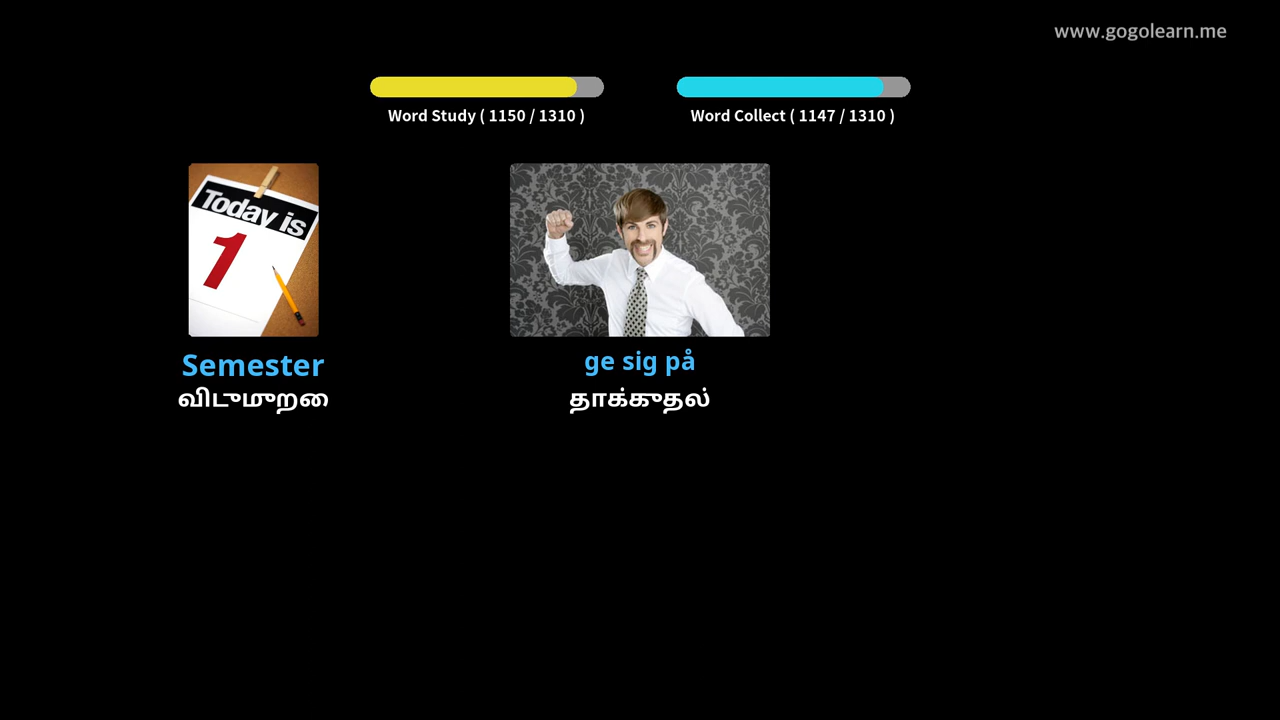 www.gogolearn.me
Word Study ( 1150 / 1310 )
Word Collect ( 1147 / 1310 )
Today is
1
Semester
ge sig på
விடுமுறை
தாக்குதல்